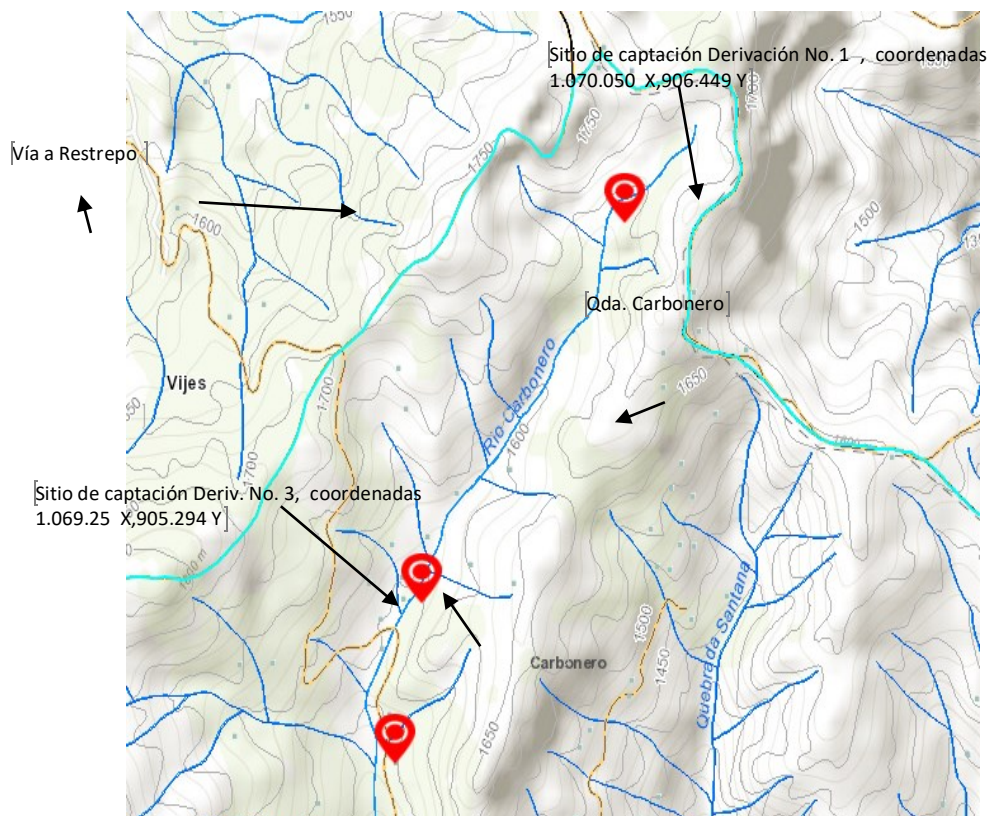 1550
Sitio de captación Derivación No. 1 , coordenadas
1.070.050 X,906.449 Y
1750
1750
1750
Vía a Restrepo
1600
1500
Qda. Carbonero
Río Carbonero
1650
Vijes
1700
1600
1800
1700
Sitio de captación Deriv. No. 3, coordenadas
1.069.25 X,905.294 Y
1500
1450
Quebrada Santana
Carbonero
1650